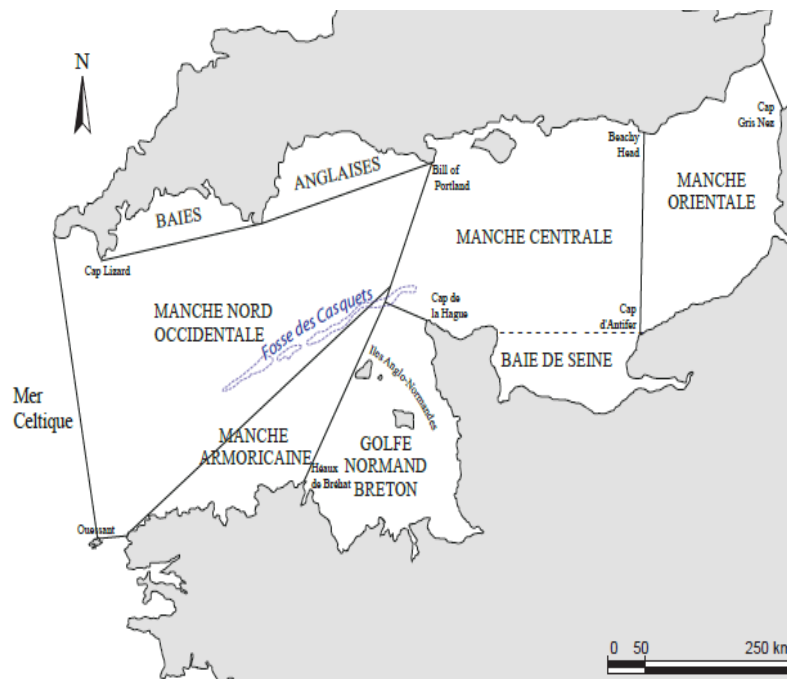 N
Cap
Gris Nez
Beachy
Head
ANGLAISES
Bill of
Portland
MANCHE
ORIENTALE
BAIES
MANCHE CENTRALE
Cap Lizard
Fosse des Casquets
MANCHE NORD
OCCIDENTALE
Cap de
la Hague
Cap
d'Antifer
BAIE DE SEINE
Iles Anglo-Normandes
Mer
Celtique
MANCHE
ARMORICAINE
GOLFE
NORMAND
BRETON
Héaux
de Bréhat
Ouessant
0 50 250 km